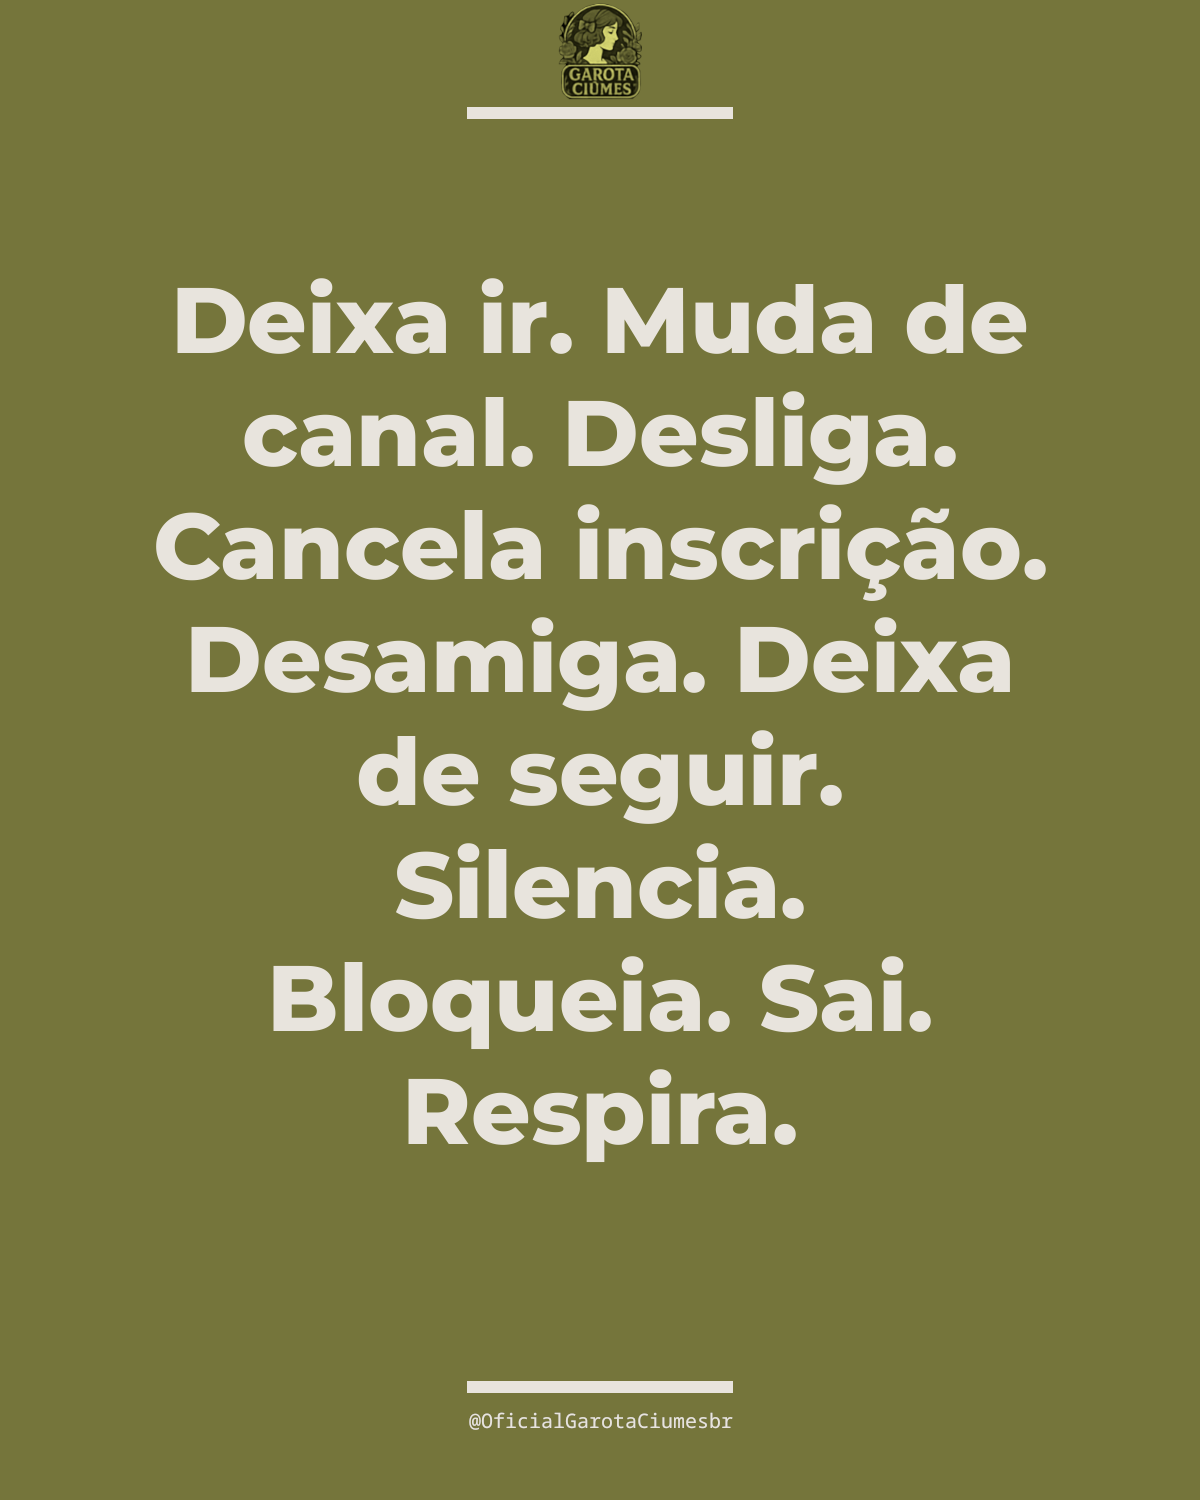 GAROTA
CIÚMES
Deixa ir. Muda de
canal. Desliga.
Cancela inscrição.
Desamiga. Deixa
de seguir.
Silencia.
Bloqueia. Sai.
Respira.
@OficialGarotaCiumesbr